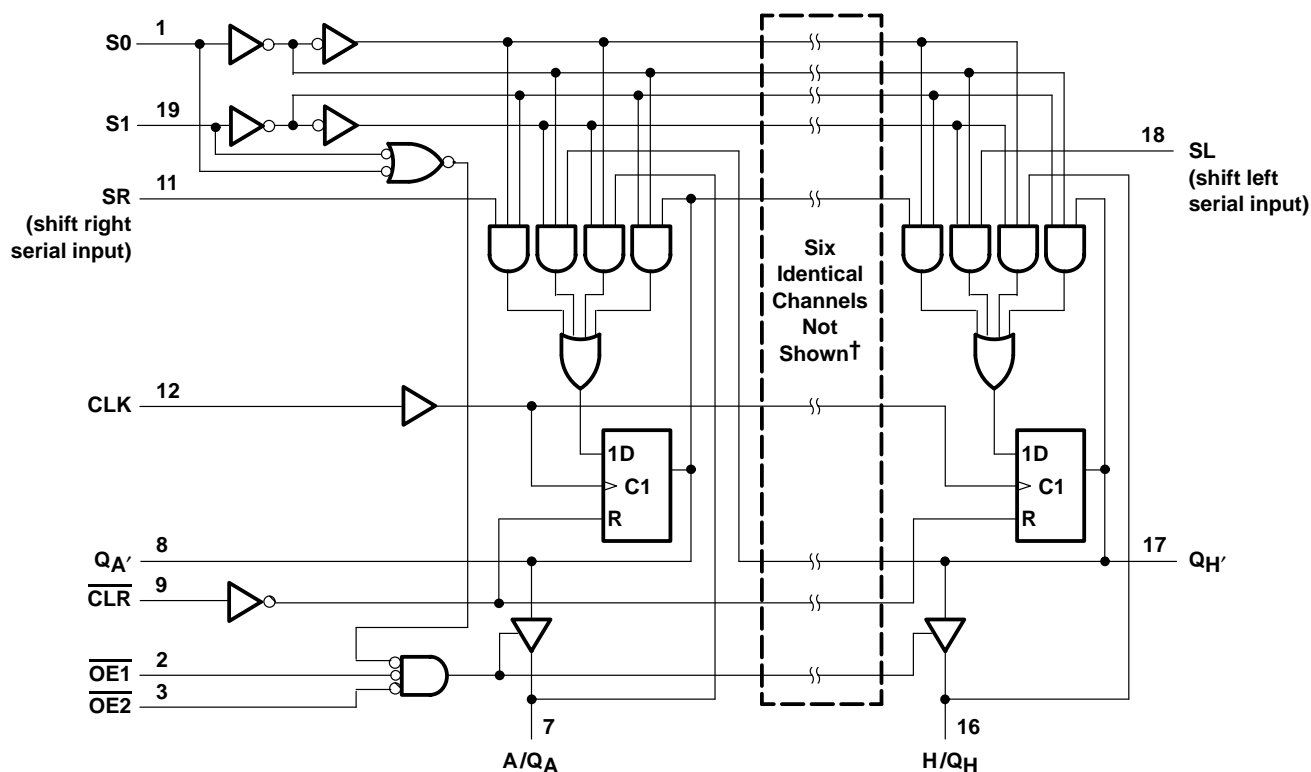 S0
1
S1
19
SR
11
(shift right
serial input)
18
SL
(shift left
serial input)
Six
Identical
Channels
Not
Shown†
CLK
12
1D
C1
R
1D
C1
R
QA′
8
CLR
9
17
QH′
OE1
2
OE2
3
7
A/QA
16
H/QH